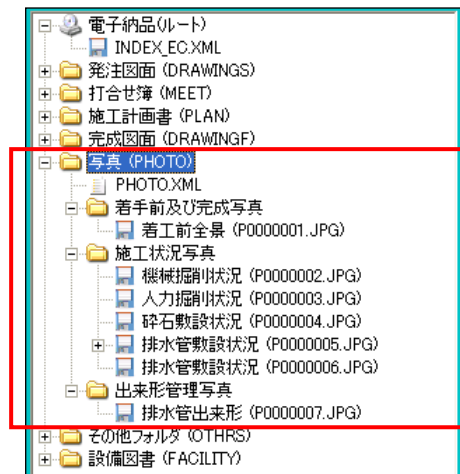 電子納品(ルート)
INDEX_EC.XML
発注図面 (DRAWINGS)
打合せ簿 (MEET)
施工計画書 (PLAN)
完成図面 (DRAWINGF)
写真 (PHOTO)
PHOTO.XML
着手前及び完成写真
着工前全景 (P0000001.JPG)
施工状況写真
機械掘削状況 (P0000002.JPG)
人力掘削状況 (P0000003.JPG)
砕石敷設状況 (P0000004.JPG)
排水管敷設状況 (P0000005.JPG)
排水管敷設状況 (P0000006.JPG)
出来形管理写真
排水管出来形 (P0000007.JPG)
その他フォルダ (OTHRS)
設備図書 (FACILITY)